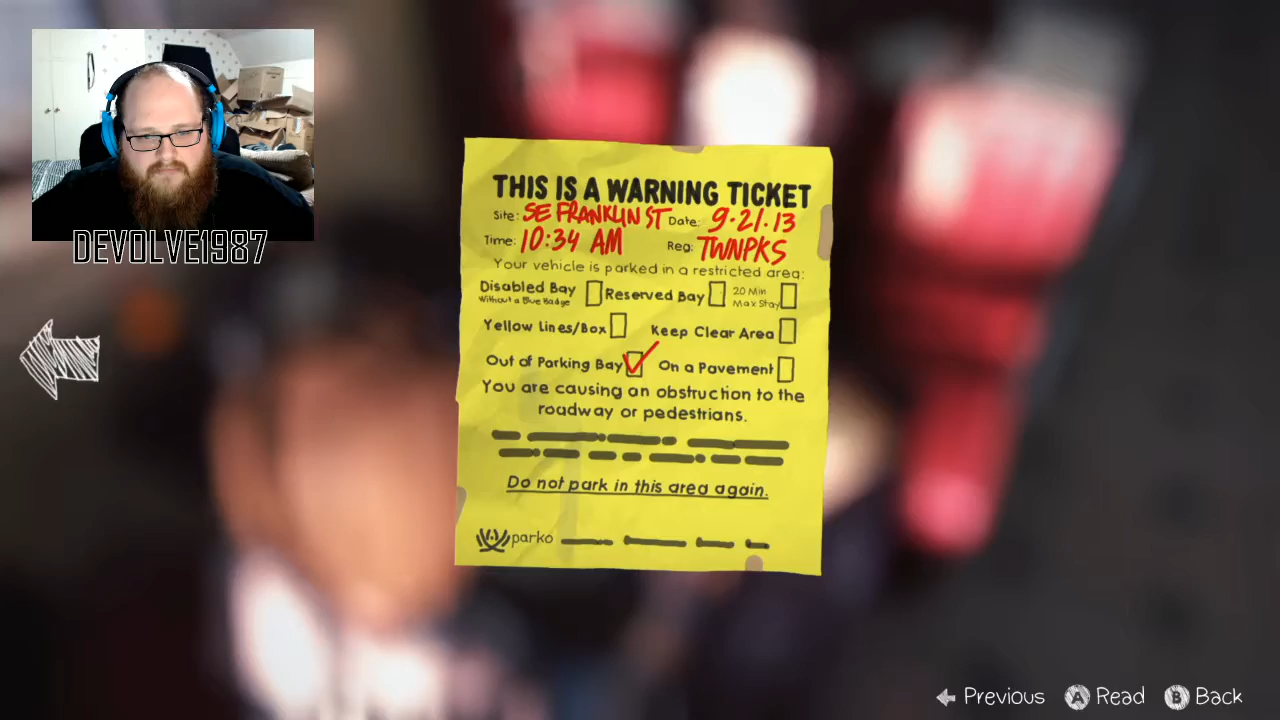 DEVOLVE1987
THIS IS A WARNING TICKET
Site: SE FRANKLIN ST Date: 9.21.13
Time: 10:34 AM Reg: TWNPKS
Your vehicle is parked in a restricted area:
Disabled Bay Reserved Bay 20 Min
Without a Blue Badge Max Stay
Yellow Lines/Box Keep Clear Area
Out of Parking Bay On a Pavement
You are causing an obstruction to the
roadway or pedestrians.
Do not park in this area again.
parko
Previous A Read B Back